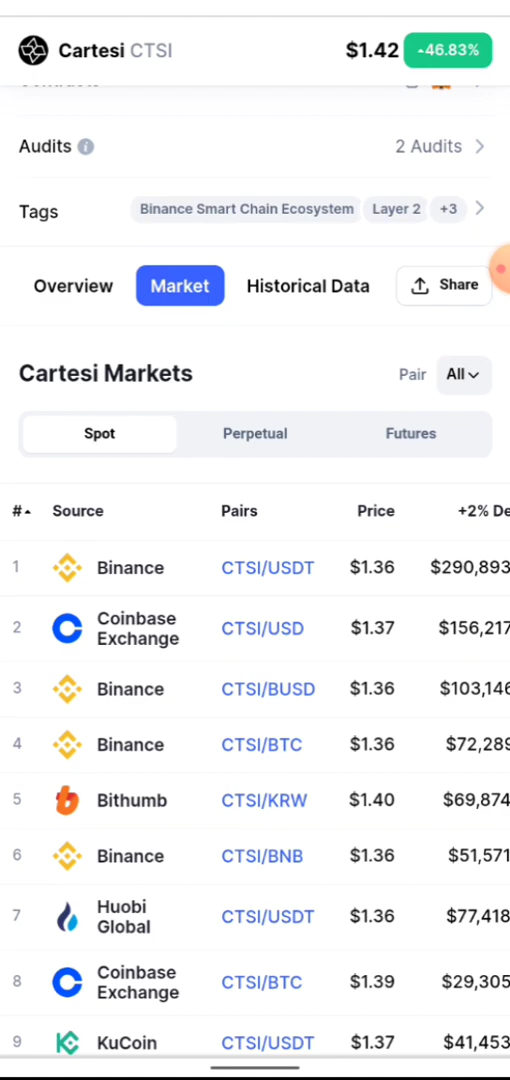 Cartesi CTSI $1.42 46.83%
Audits 2 Audits
Tags Binance Smart Chain Ecosystem Layer 2 +3
Overview Market Historical Data Share
Cartesi Markets Pair All
Spot Perpetual Futures
# Source Pairs Price +2% De
1 Binance CTSI/USDT $1.36 $290,893
2 Coinbase Exchange CTSI/USD $1.37 $156,217
3 Binance CTSI/BUSD $1.36 $103,146
4 Binance CTSI/BTC $1.36 $72,289
5 Bithumb CTSI/KRW $1.40 $69,874
6 Binance CTSI/BNB $1.36 $51,571
7 Huobi Global CTSI/USDT $1.36 $77,418
8 Coinbase Exchange CTSI/BTC $1.39 $29,305
9 KuCoin CTSI/USDT $1.37 $41,453